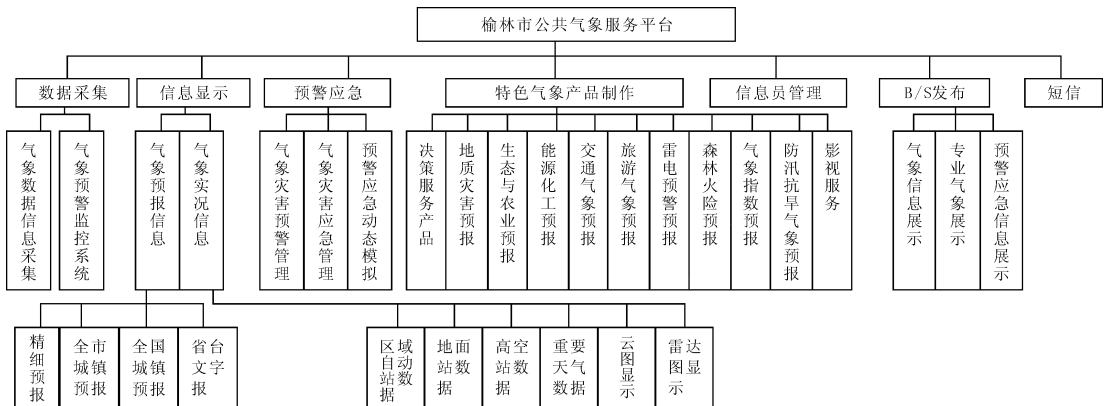 榆林市公共气象服务平台
数据采集
信息显示
预警应急
特色气象产品制作
信息员管理
B/S发布
短信
气象数据信息采集
气象预警监控系统
气象预报信息
气象实况信息
气象灾害预警管理
气象灾害应急管理
预警应急动态模拟
决策服务产品
地质灾害预报
生态与农业预报
能源化工预报
交通气象预报
旅游气象预报
雷电预警预报
森林火险预报
气象指数预报
防汛抗旱气象预报
影视服务
气象信息展示
专业气象展示
预警应急信息展示
精细预报
全市城镇预报
全国城镇预报
省台文字报
区域自动站数据
地面站数据
高空站数据
重要天气数据
云图显示
雷达图显示